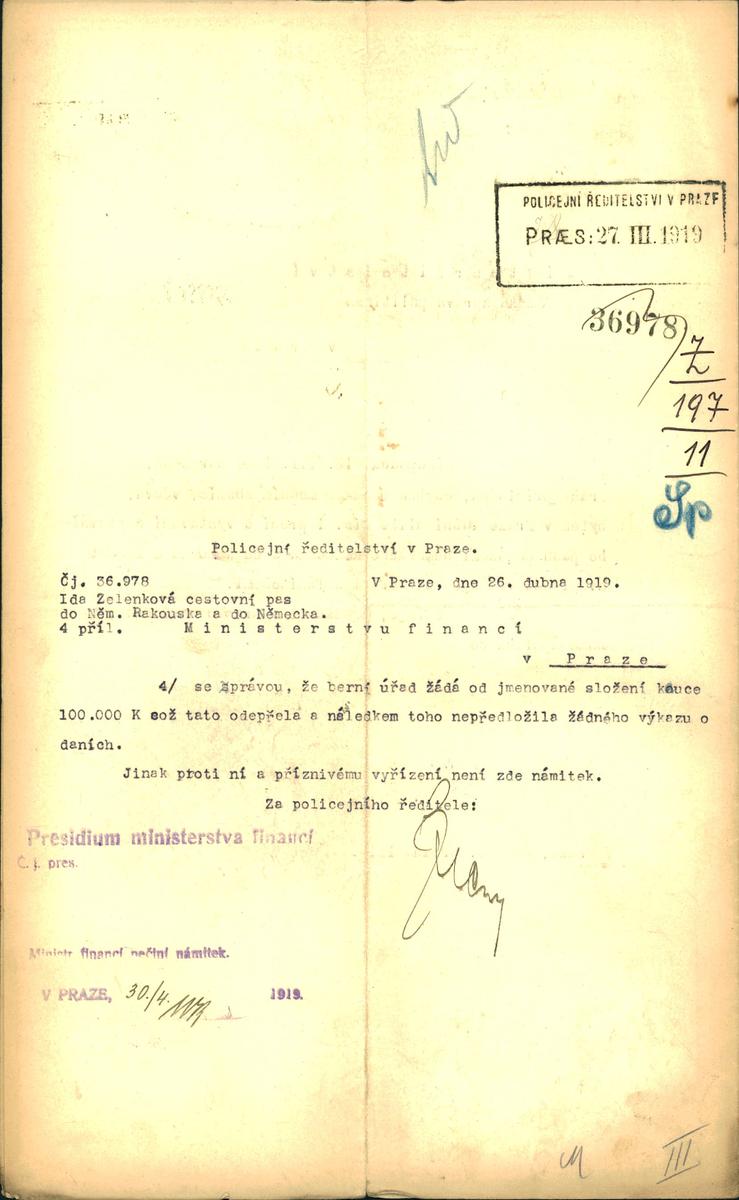 POLICEJNÍ ŘEDITELSTVÍ V PRAZE
PRÆS: 27. III. 1919
36978
Z
197
11
Sp
Policejní ředitelství v Praze.
Čj. 36.978 V Praze, dne 26. dubna 1919.
Ida Zelenková cestovní pas
do Něm. Rakouska a do Německa.
4 příl. Ministerstvu financí
v Praze
4/ se zprávou, že berní úřad žádá od jmenované složení kauce
100.000 K což tato odepřela a následkem toho nepředložila žádného výkazu o
daních.
Jinak proti ní a příznivému vyřízení není zde námitek.
Za policejního ředitele:
Presidium ministerstva financí
Č. j. pres.
Ministr financí nečiní námitek.
V PRAZE, 30./4. 1919.
M III